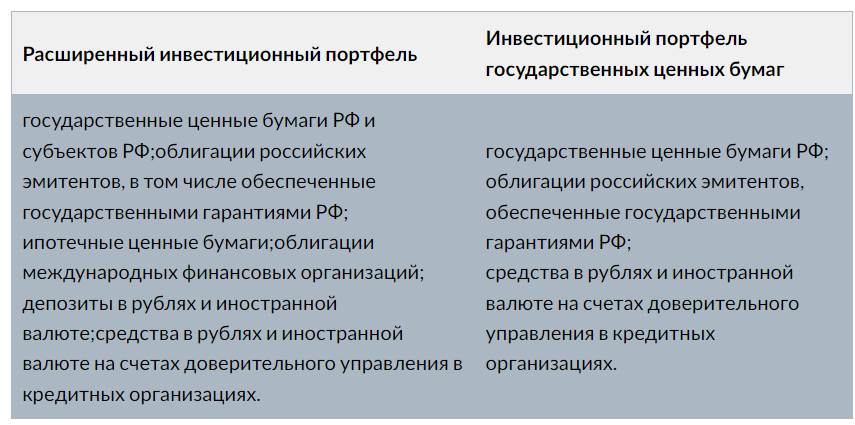 Расширенный инвестиционный портфель
Инвестиционный портфель
государственных ценных бумаг
государственные ценные бумаги РФ и
субъектов РФ;облигации российских
эмитентов, в том числе обеспеченные
государственными гарантиями РФ;
ипотечные ценные бумаги;облигации
международных финансовых организаций;
депозиты в рублях и иностранной
валюте;средства в рублях и иностранной
валюте на счетах доверительного управления в
кредитных организациях.
государственные ценные бумаги РФ;
облигации российских эмитентов,
обеспеченные государственными
гарантиями РФ;
средства в рублях и иностранной
валюте на счетах доверительного
управления в кредитных
организациях.